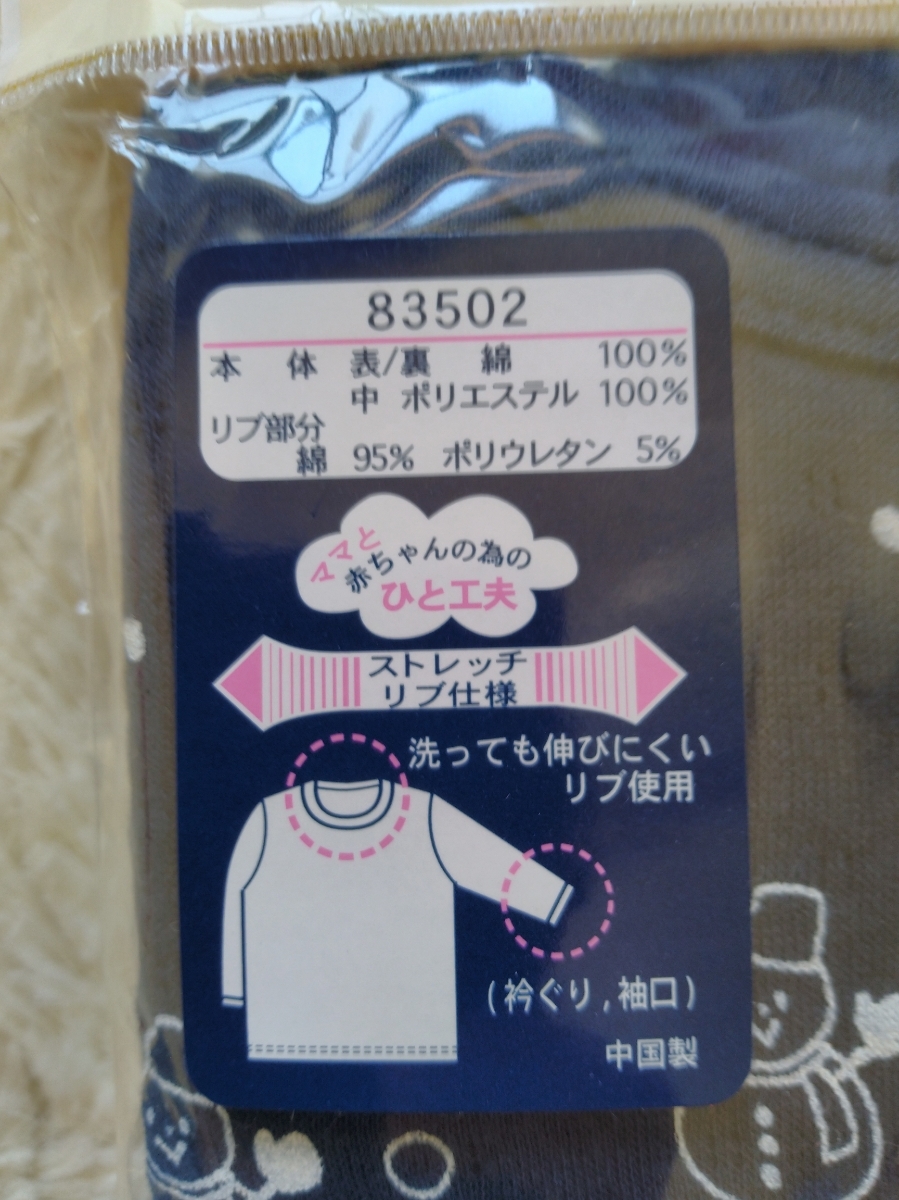 83502
本 体 表/裏 綿 100%
中 ポリエステル 100%
リブ部分
綿 95% ポリウレタン 5%
ママと
赤ちゃんの為の
ひと工夫
ストレッチ
リブ仕様
洗っても伸びにくい
リブ使用
(衿ぐり,袖口)
中国製